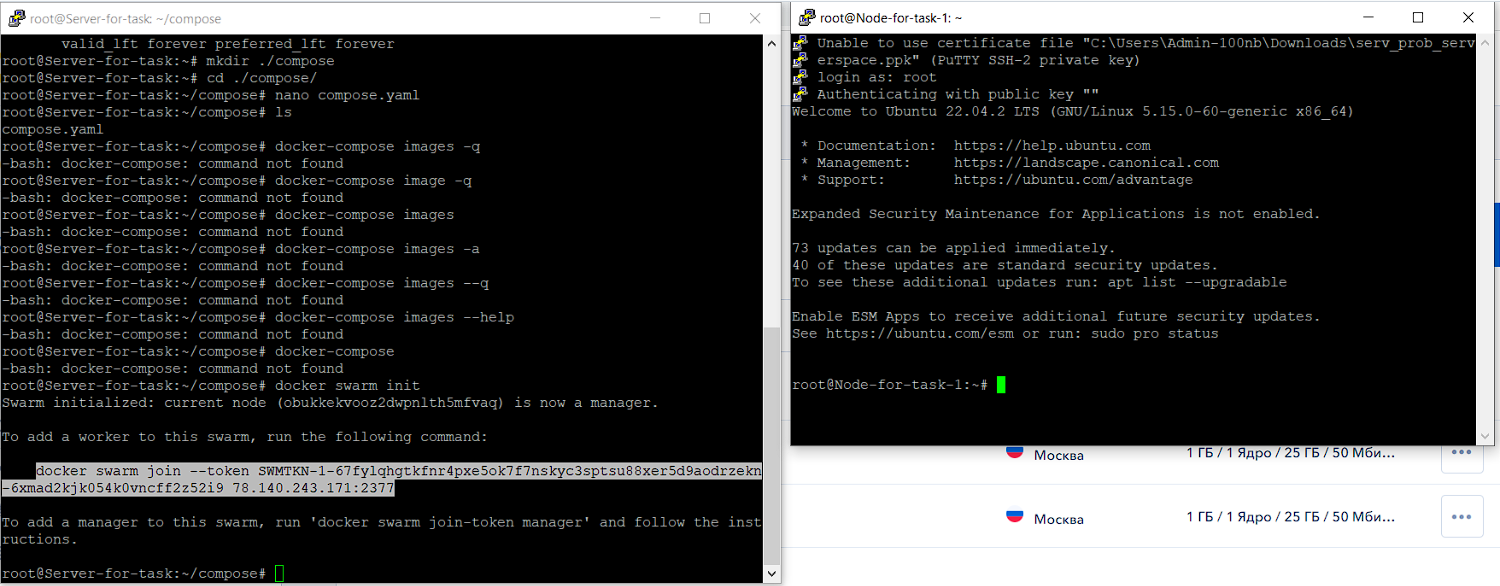 root@Server-for-task: ~/compose
valid_lft forever preferred_lft forever
root@Server-for-task:~# mkdir ./compose
root@Server-for-task:~# cd ./compose/
root@Server-for-task:~/compose# nano compose.yaml
root@Server-for-task:~/compose# ls
compose.yaml
root@Server-for-task:~/compose# docker-compose images -q
-bash: docker-compose: command not found
root@Server-for-task:~/compose# docker-compose image -q
-bash: docker-compose: command not found
root@Server-for-task:~/compose# docker-compose images
-bash: docker-compose: command not found
root@Server-for-task:~/compose# docker-compose images -a
-bash: docker-compose: command not found
root@Server-for-task:~/compose# docker-compose images --q
-bash: docker-compose: command not found
root@Server-for-task:~/compose# docker-compose images --help
-bash: docker-compose: command not found
root@Server-for-task:~/compose# docker-compose
-bash: docker-compose: command not found
root@Server-for-task:~/compose# docker swarm init
Swarm initialized: current node (obukkekvooz2dwpnlth5mfvaq) is now a manager.
To add a worker to this swarm, run the following command:
docker swarm join --token SWMTKN-1-67fylqhgtkfnr4pxe5ok7f7nskyc3sptsu88xer5d9aodrzekn
-6xmad2kjk054k0vncff2z52i9 78.140.243.171:2377
To add a manager to this swarm, run 'docker swarm join-token manager' and follow the inst
ructions.
root@Server-for-task:~/compose#
root@Node-for-task-1: ~
Unable to use certificate file "C:\Users\Admin-100nb\Downloads\serv_prob_serv
erspace.ppk" (PuTTY SSH-2 private key)
login as: root
Authenticating with public key ""
Welcome to Ubuntu 22.04.2 LTS (GNU/Linux 5.15.0-60-generic x86_64)
* Documentation: https://help.ubuntu.com
* Management: https://landscape.canonical.com
* Support: https://ubuntu.com/advantage
Expanded Security Maintenance for Applications is not enabled.
73 updates can be applied immediately.
40 of these updates are standard security updates.
To see these additional updates run: apt list --upgradable
Enable ESM Apps to receive additional future security updates.
See https://ubuntu.com/esm or run: sudo pro status
root@Node-for-task-1:~#
Москва 1 ГБ / 1 Ядро / 25 ГБ / 50 Мби...
Москва 1 ГБ / 1 Ядро / 25 ГБ / 50 Мби...